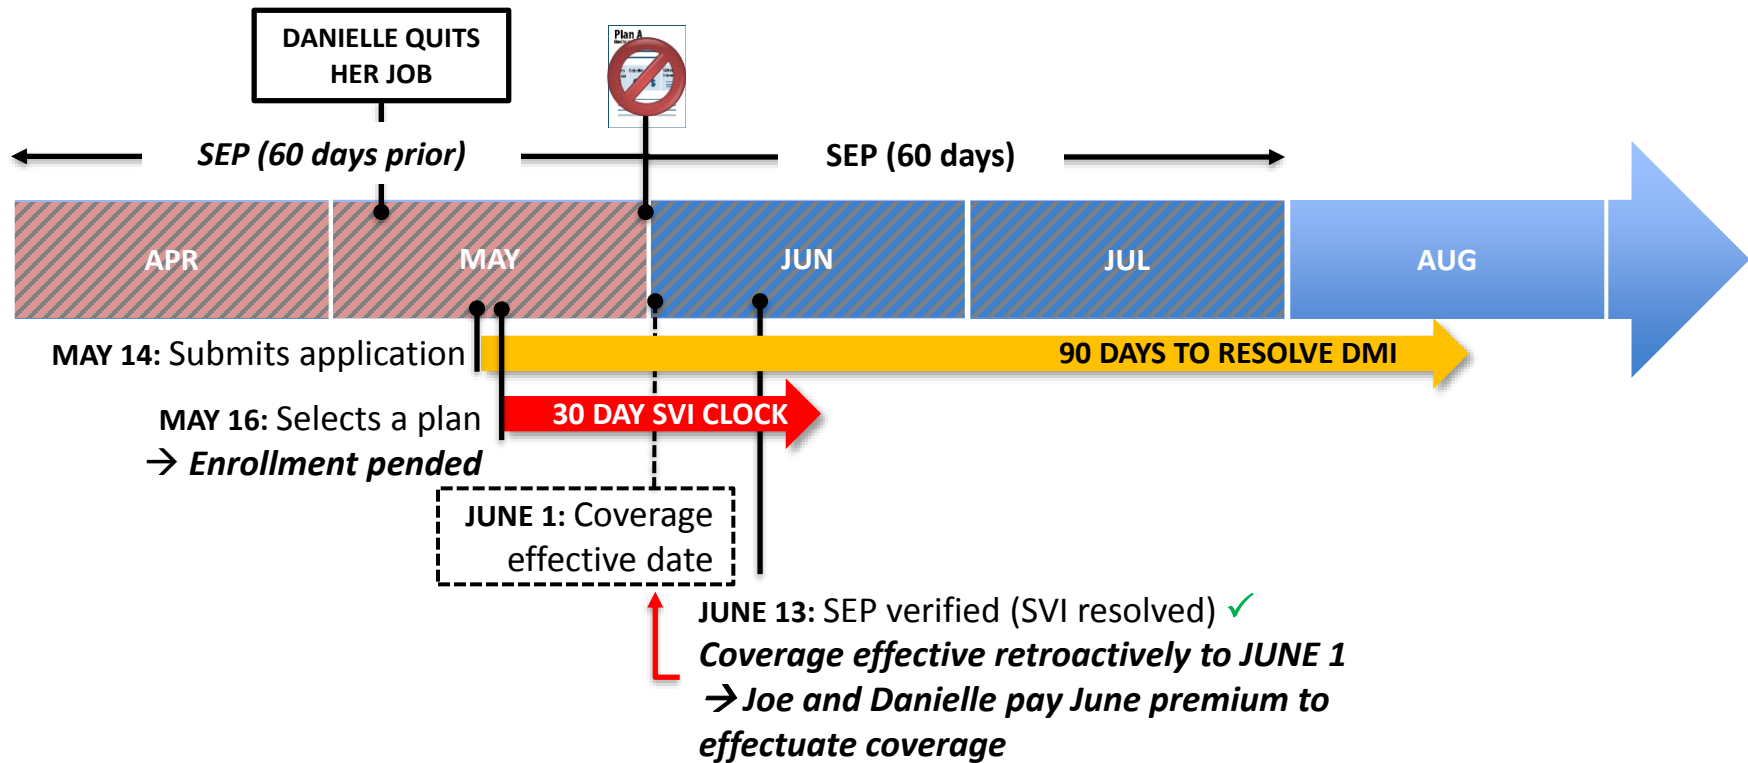 DANIELLE QUITS
HER JOB
Plan A
SEP (60 days prior)
SEP (60 days)
APR
MAY
JUN
JUL
AUG
MAY 14: Submits application
90 DAYS TO RESOLVE DMI
MAY 16: Selects a plan
→ Enrollment pended
30 DAY SVI CLOCK
JUNE 1: Coverage
effective date
JUNE 13: SEP verified (SVI resolved) ✓
Coverage effective retroactively to JUNE 1
→ Joe and Danielle pay June premium to
effectuate coverage